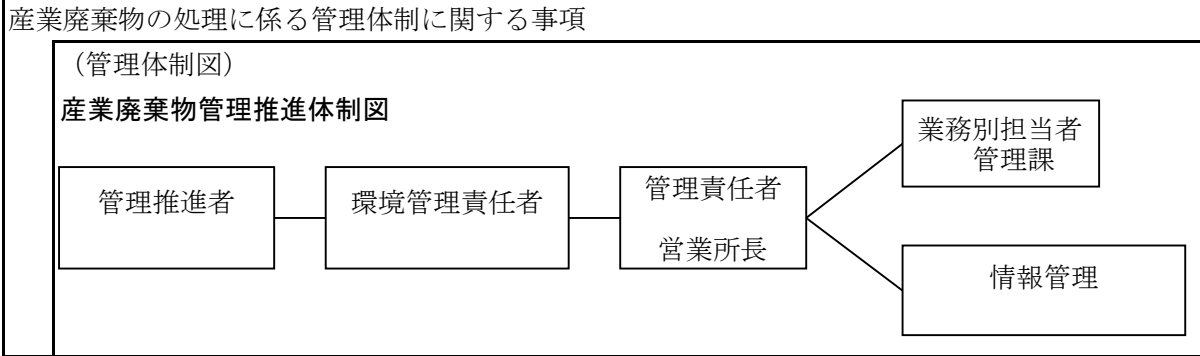 産業廃棄物の処理に係る管理体制に関する事項
（管理体制図）
産業廃棄物管理推進体制図
管理推進者
環境管理責任者
管理責任者
営業所長
業務別担当者
管理課
情報管理